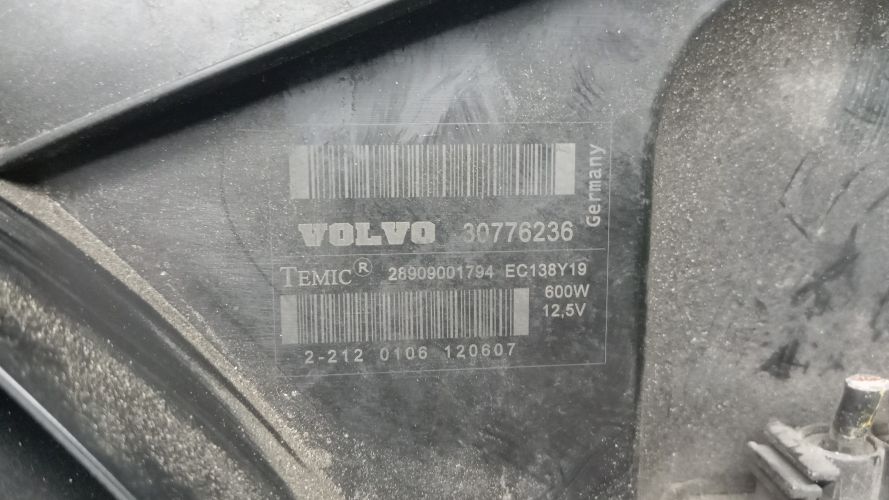 VOLVO 30776236
Germany
TEMIC® 28909001794 EC138Y19
600W
12,5V
2-212 0106 120607